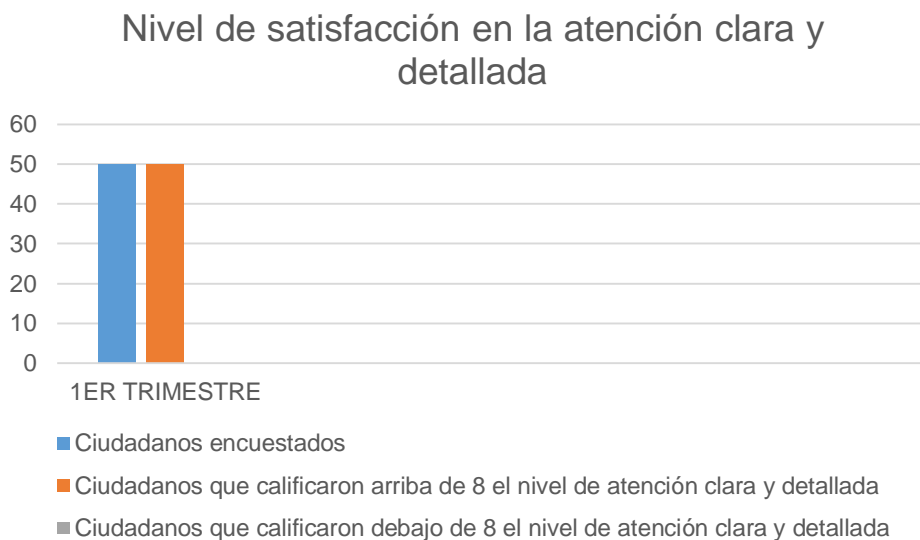 Nivel de satisfacción en la atención clara y
detallada
60
50
40
30
20
10
0
1ER TRIMESTRE
Ciudadanos encuestados
Ciudadanos que calificaron arriba de 8 el nivel de atención clara y detallada
Ciudadanos que calificaron debajo de 8 el nivel de atención clara y detallada